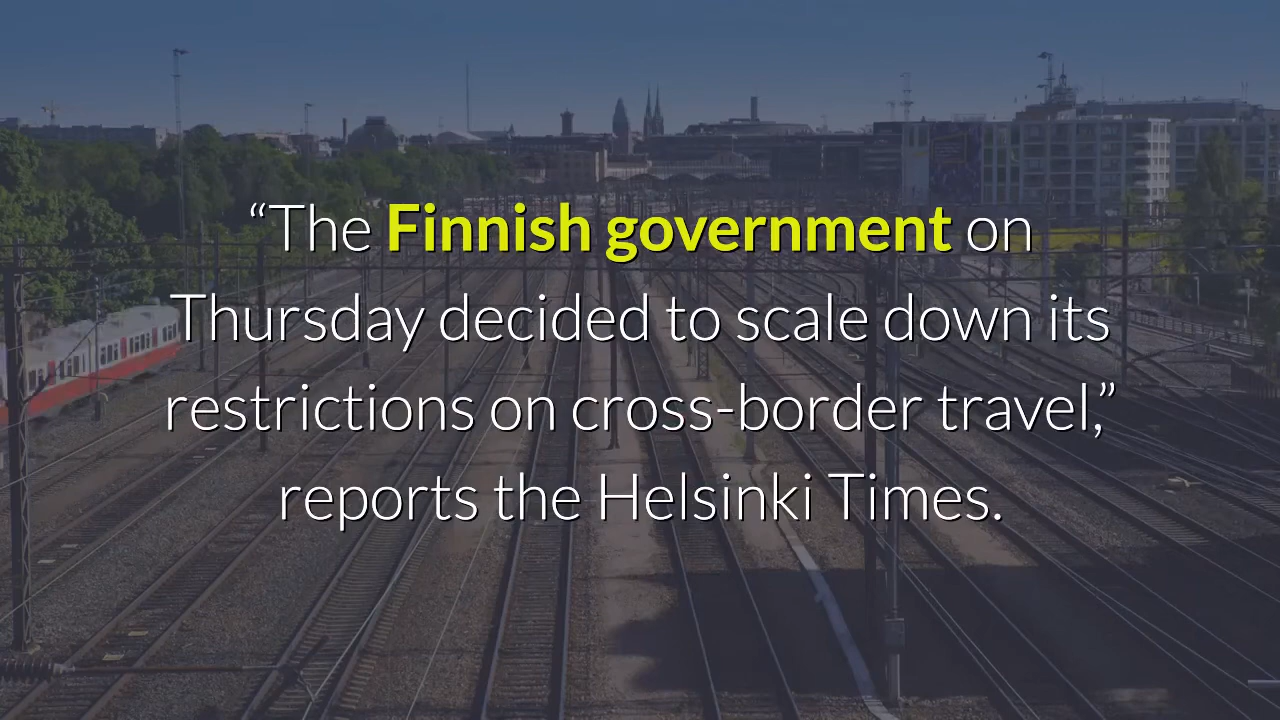 “The Finnish government on
Thursday decided to scale down its
restrictions on cross-border travel,”
reports the Helsinki Times.